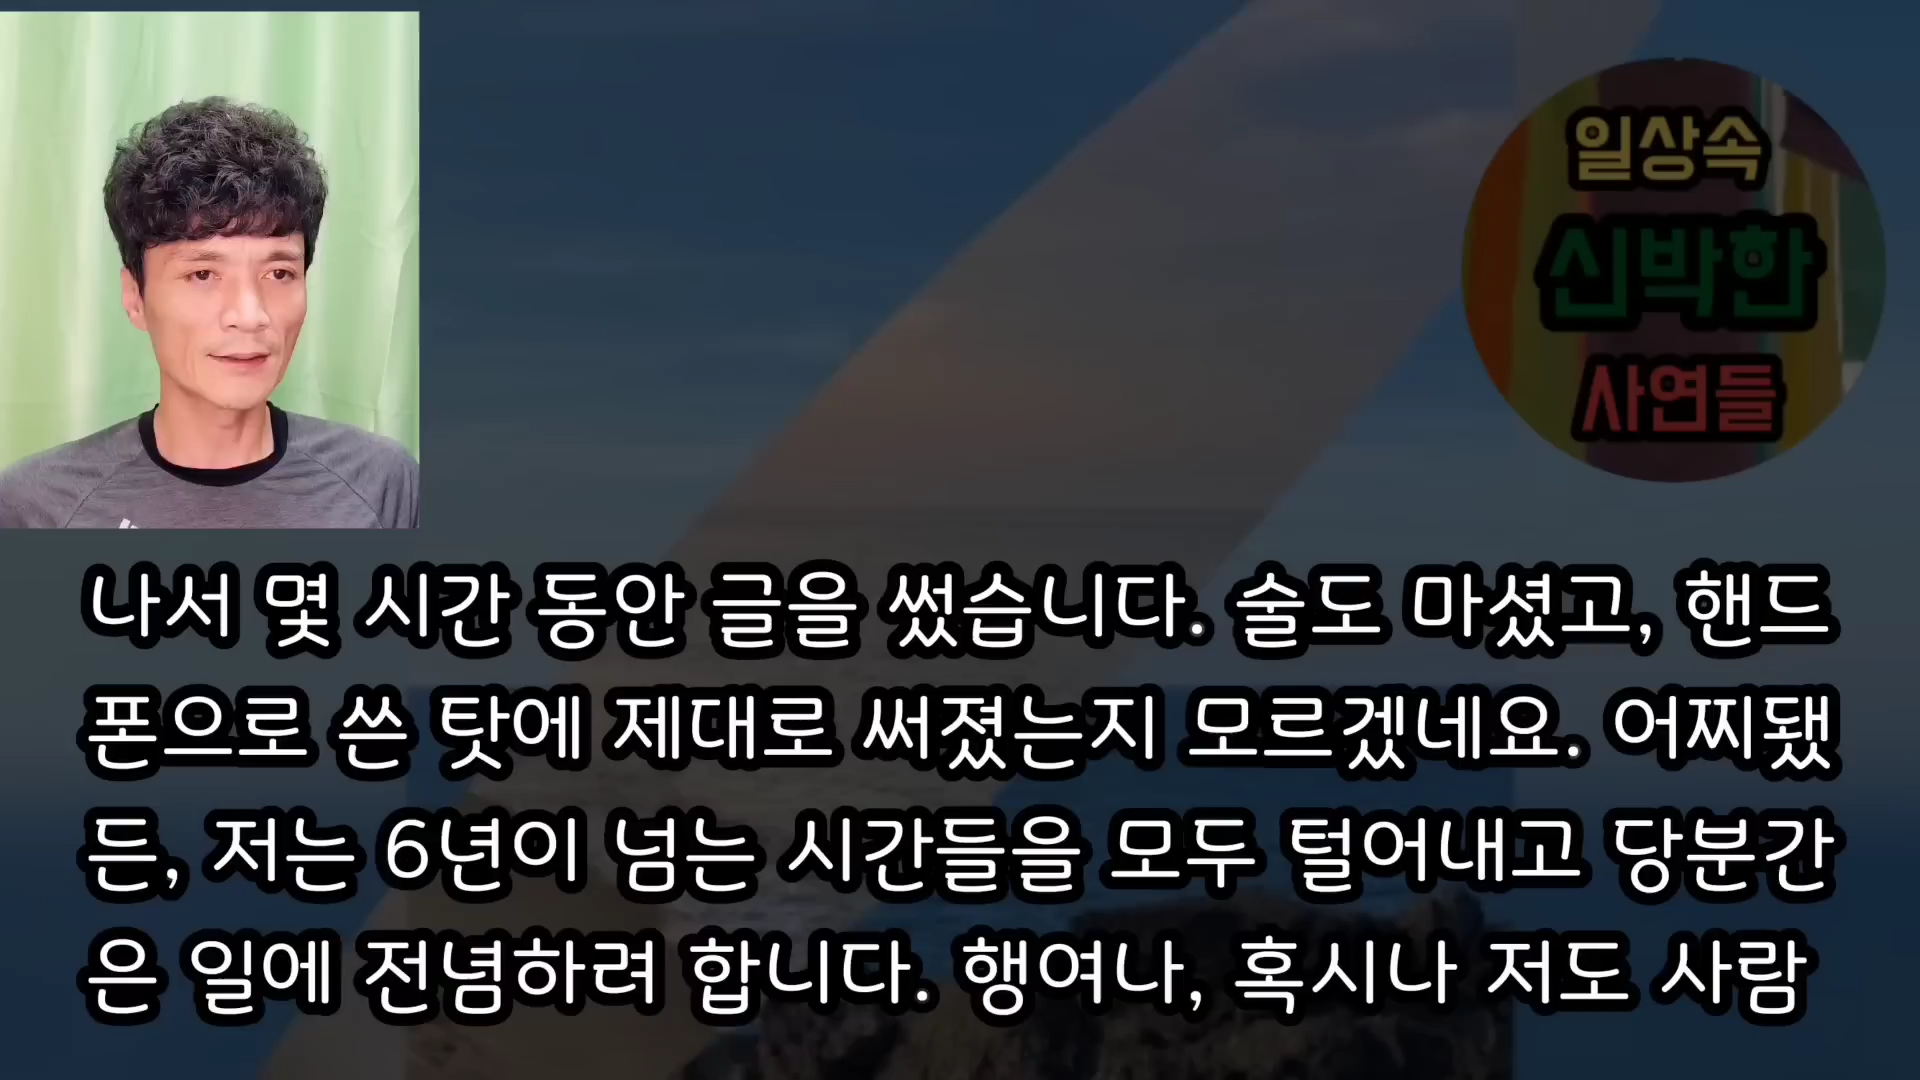 일상속
신박한
사연들
나서 몇 시간 동안 글을 썼습니다. 술도 마셨고, 핸드
폰으로 쓴 탓에 제대로 써졌는지 모르겠네요. 어찌됐
든, 저는 6년이 넘는 시간들을 모두 털어내고 당분간
은 일에 전념하려 합니다. 행여나, 혹시나 저도 사람